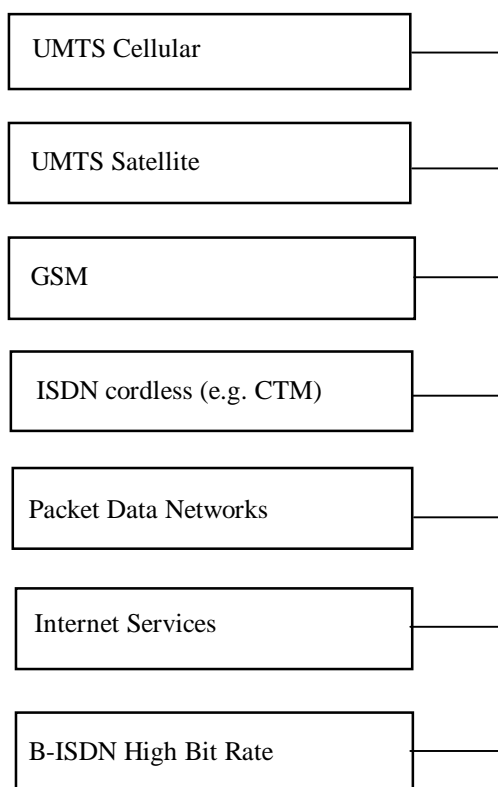 UMTS Cellular
UMTS Satellite
GSM
ISDN cordless (e.g. CTM)
Packet Data Networks
Internet Services
B-ISDN High Bit Rate